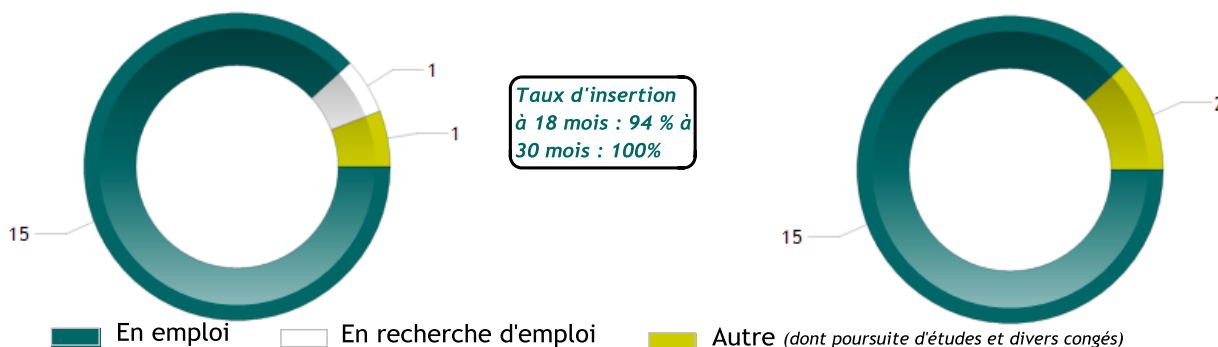 1
1
15
Taux d'insertion
à 18 mois : 94 % à
30 mois : 100%
2
15
En emploi
En recherche d'emploi
Autre (dont poursuite d'études et divers congés)